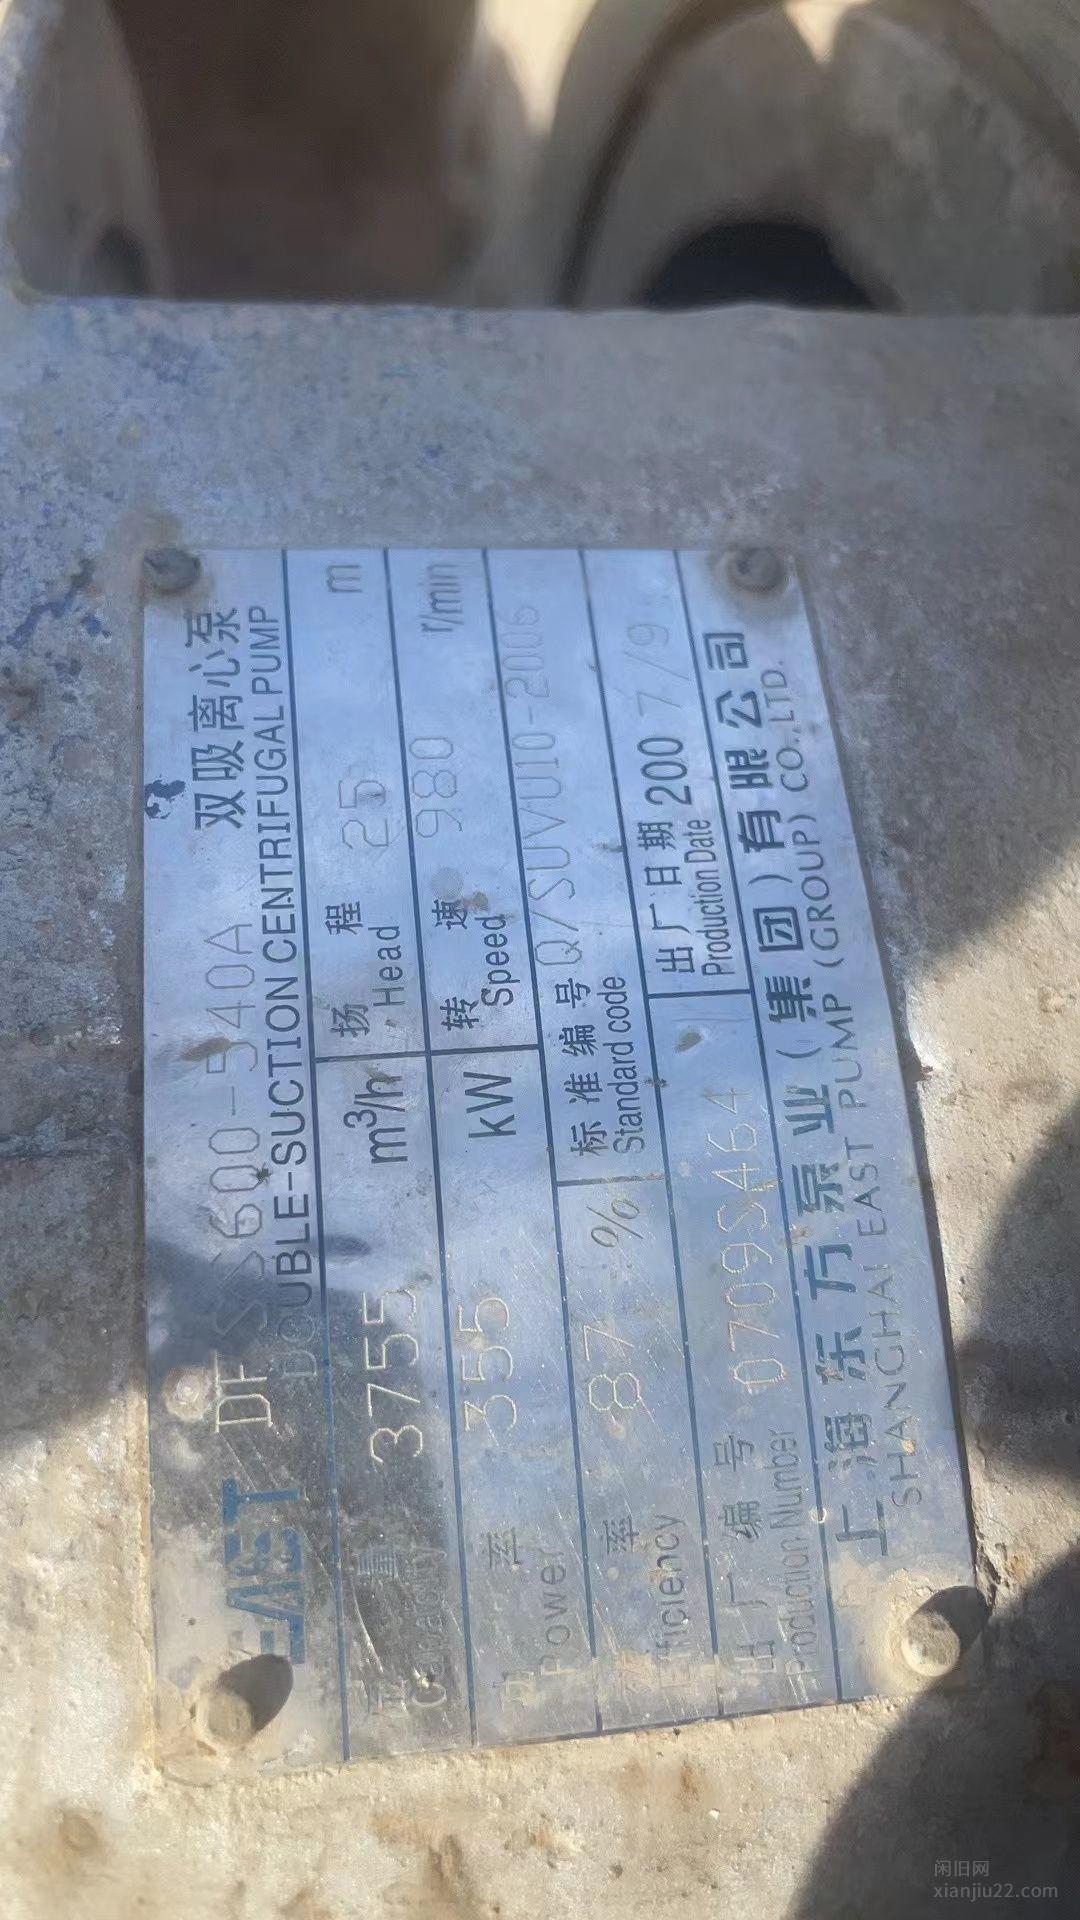 EAST DFSS600-540A 双吸离心泵
DOUBLE-SUCTION CENTRIFUGAL PUMP
流量 3755 m³/h 扬程 25 m
Capacity Head
功率 355 kW 转速 980 r/min
Power Speed
效率 87 % 标准编号 Q/SUVU10-2006
Efficiency Standard code
出厂编号 0709S464 出厂日期 2007/9
Production Number Production Date
上海东方泵业(集团)有限公司
SHANGHAI EAST PUMP (GROUP) CO.,LTD.
闲旧网
xianjiu22.com